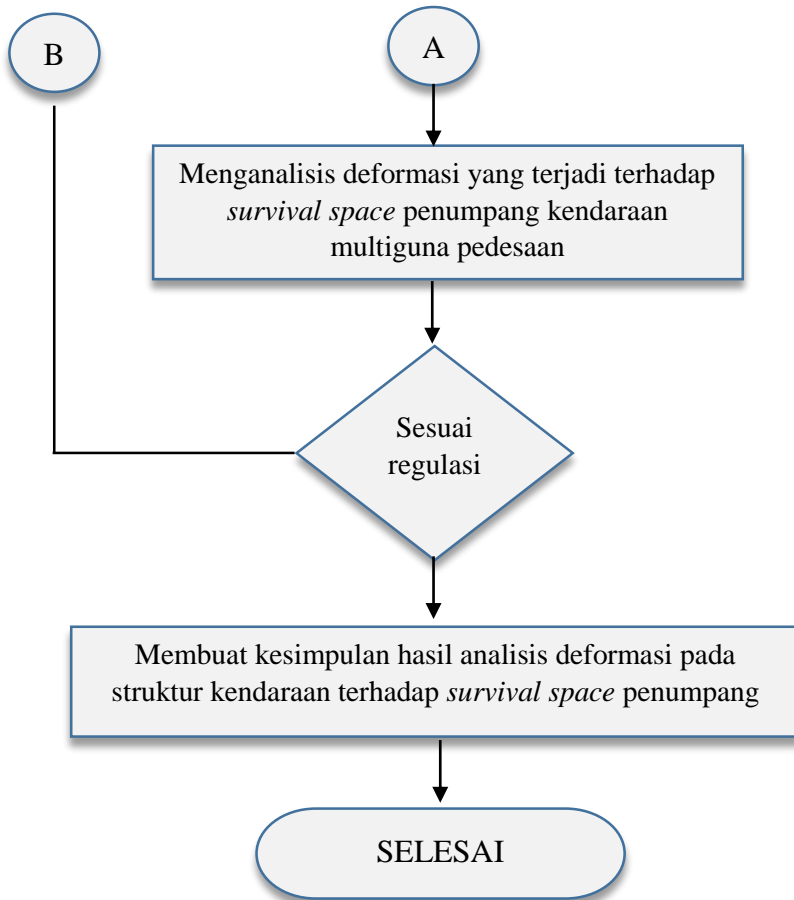 B
A
Menganalisis deformasi yang terjadi terhadap
survival space penumpang kendaraan
multiguna pedesaan
Sesuai
regulasi
Membuat kesimpulan hasil analisis deformasi pada
struktur kendaraan terhadap survival space penumpang
SELESAI